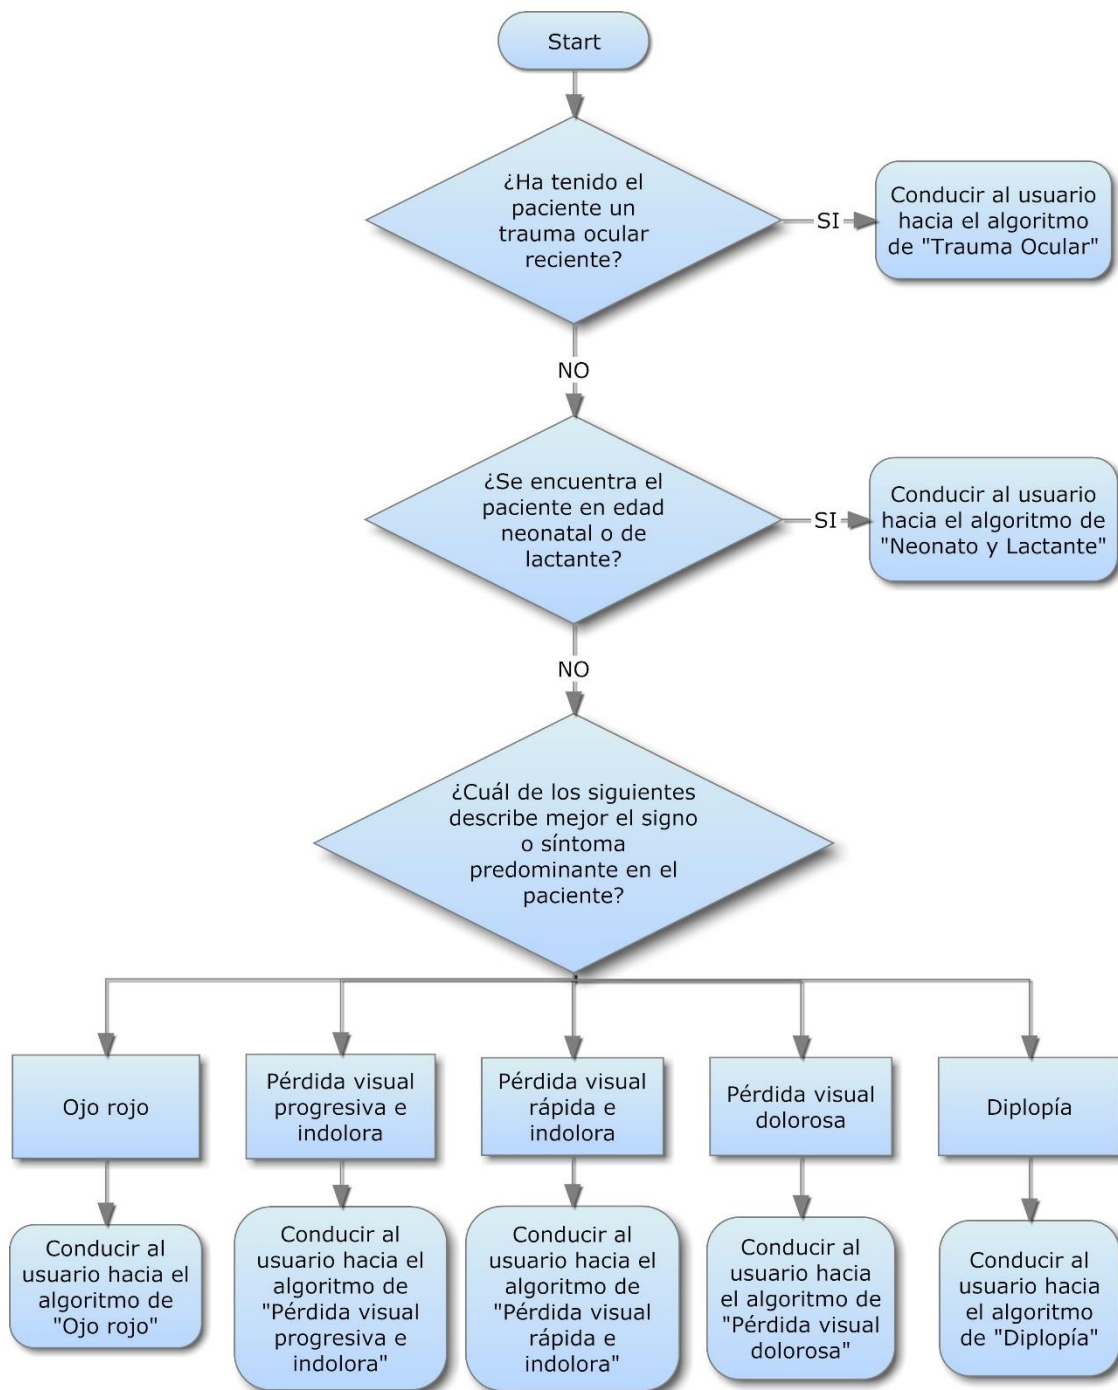 Start
¿Ha tenido el
paciente un
trauma ocular
reciente?
SI
Conducir al usuario
hacia el algoritmo
de "Trauma Ocular"
NO
¿Se encuentra el
paciente en edad
neonatal o de
lactante?
SI
Conducir al usuario
hacia el algoritmo de
"Neonato y Lactante"
NO
¿Cuál de los siguientes
describe mejor el signo
o síntoma
predominante en el
paciente?
Ojo rojo
Pérdida visual
progresiva e
indolora
Pérdida visual
rápida e
indolora
Pérdida visual
dolorosa
Diplopía
Conducir al
usuario hacia el
algoritmo de
"Ojo rojo"
Conducir al
usuario hacia el
algoritmo de
"Pérdida visual
progresiva e
indolora"
Conducir al
usuario hacia el
algoritmo de
"Pérdida visual
rápida e
indolora"
Conducir al
usuario hacia
el algoritmo de
"Pérdida visual
dolorosa"
Conducir al
usuario hacia
el algoritmo
de "Diplopía"